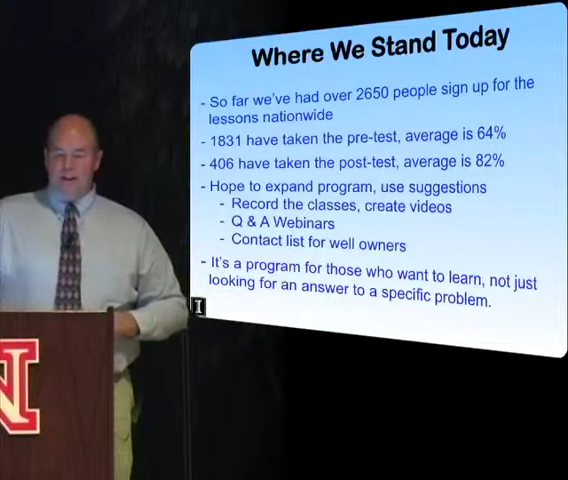 Where We Stand Today
- So far we've had over 2650 people sign up for the
lessons nationwide
- 1831 have taken the pre-test, average is 64%
- 406 have taken the post-test, average is 82%
- Hope to expand program, use suggestions
- Record the classes, create videos
- Q & A Webinars
- Contact list for well owners
- It's a program for those who want to learn, not just
looking for an answer to a specific problem.
N
I